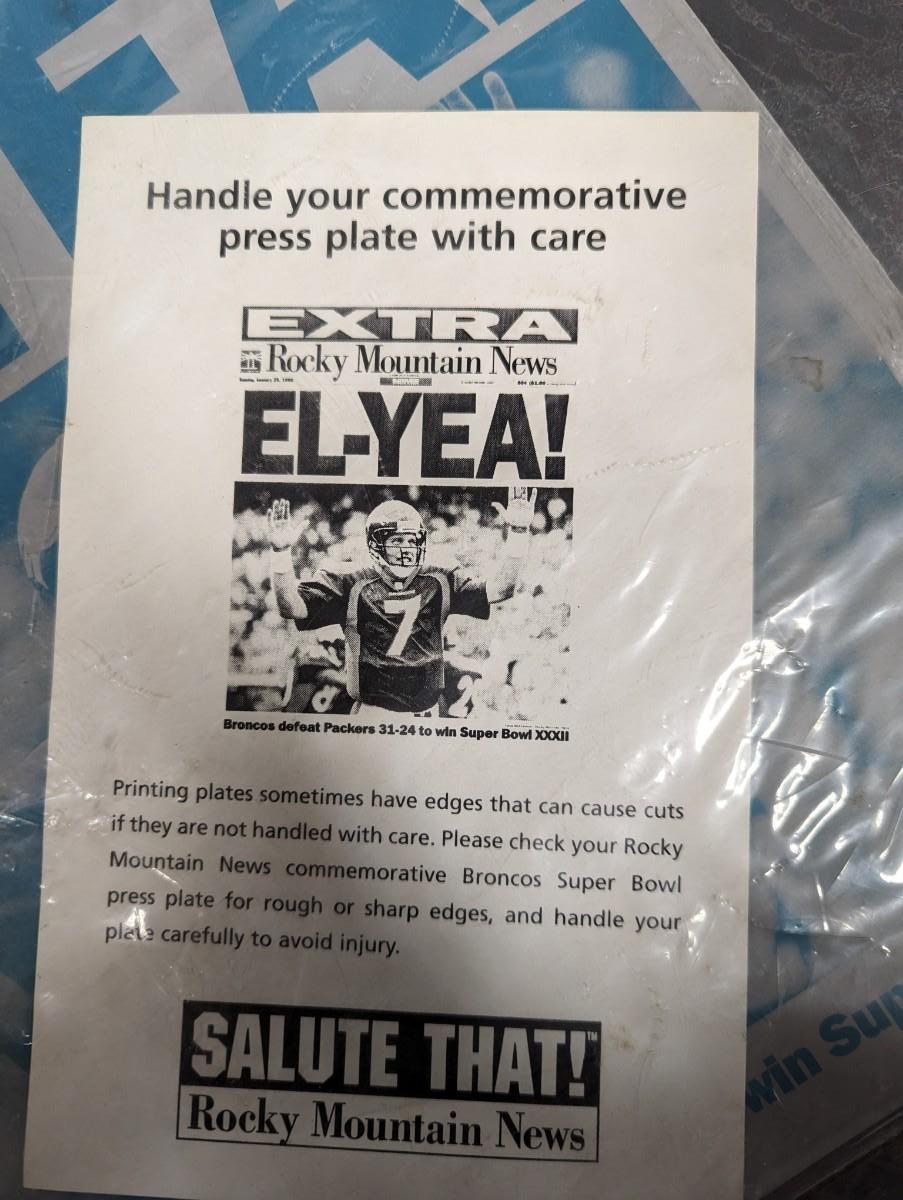 Handle your commemorative
press plate with care
EXTRA
Rocky Mountain News
EL-YEA!
7
Broncos defeat Packers 31-24 to win Super Bowl XXXII
Printing plates sometimes have edges that can cause cuts
if they are not handled with care. Please check your Rocky
Mountain News commemorative Broncos Super Bowl
press plate for rough or sharp edges, and handle your
plate carefully to avoid injury.
SALUTE THAT!™
Rocky Mountain News
win Sup